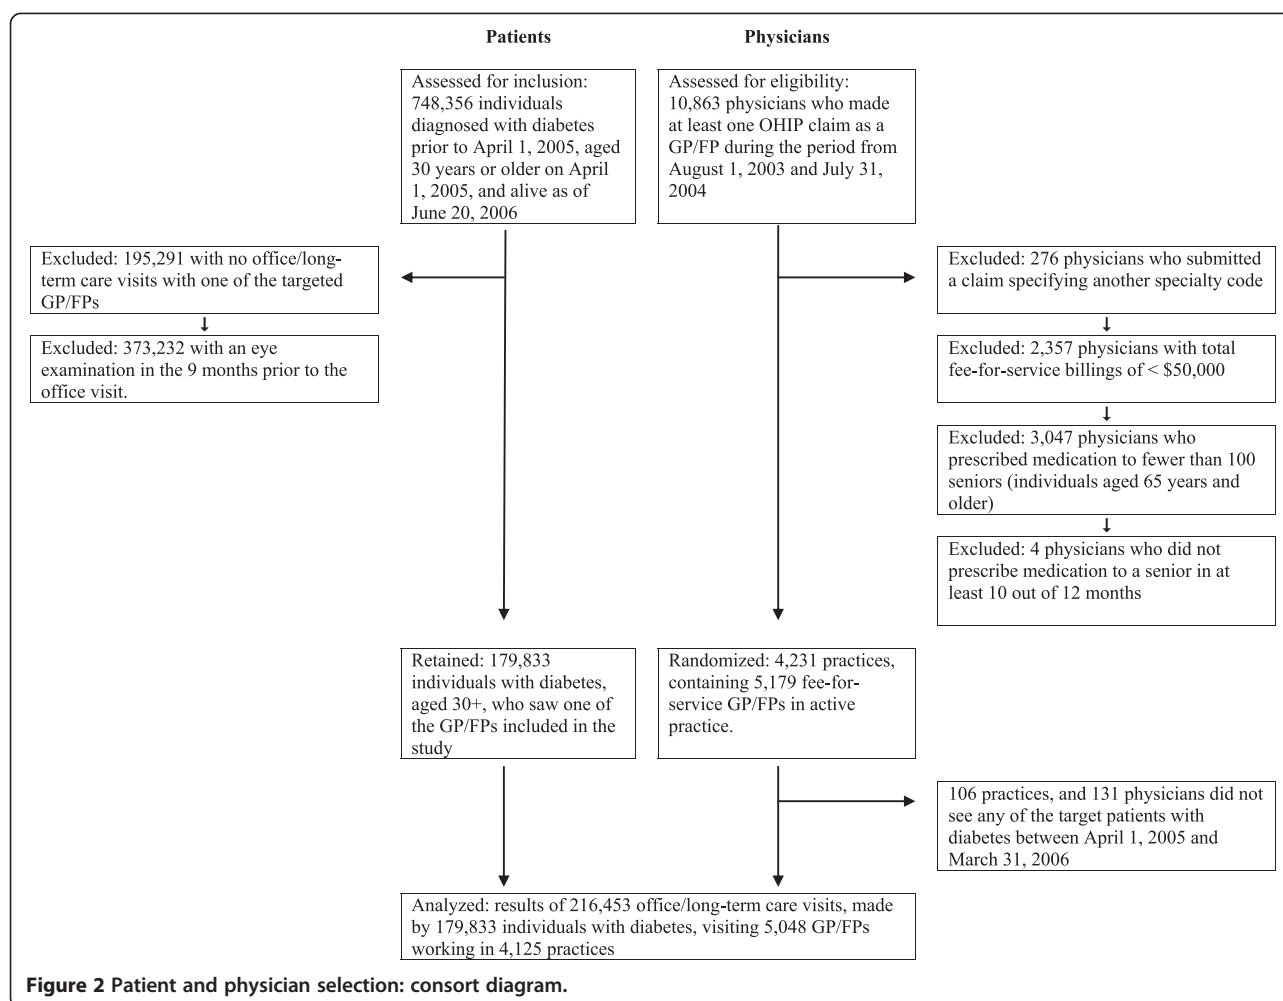 Patients
Physicians
Assessed for inclusion:
748,356 individuals
diagnosed with diabetes
prior to April 1, 2005, aged
30 years or older on April
1, 2005, and alive as of
June 20, 2006
Assessed for eligibility:
10,863 physicians who made
at least one OHIP claim as a
GP/FP during the period from
August 1, 2003 and July 31,
2004
Excluded: 195,291 with no office/long-
term care visits with one of the targeted
GP/FPs
Excluded: 373,232 with an eye
examination in the 9 months prior to the
office visit.
Excluded: 276 physicians who submitted
a claim specifying another specialty code
Excluded: 2,357 physicians with total
fee-for-service billings of < $50,000
Excluded: 3,047 physicians who
prescribed medication to fewer than 100
seniors (individuals aged 65 years and
older)
Excluded: 4 physicians who did not
prescribe medication to a senior in at
least 10 out of 12 months
Retained: 179,833
individuals with diabetes,
aged 30+, who saw one of
the GP/FPs included in the
study
Randomized: 4,231 practices,
containing 5,179 fee-for-
service GP/FPs in active
practice.
106 practices, and 131 physicians did not
see any of the target patients with
diabetes between April 1, 2005 and
March 31, 2006
Analyzed: results of 216,453 office/long-term care visits, made
by 179,833 individuals with diabetes, visiting 5,048 GP/FPs
working in 4,125 practices
Figure 2 Patient and physician selection: consort diagram.